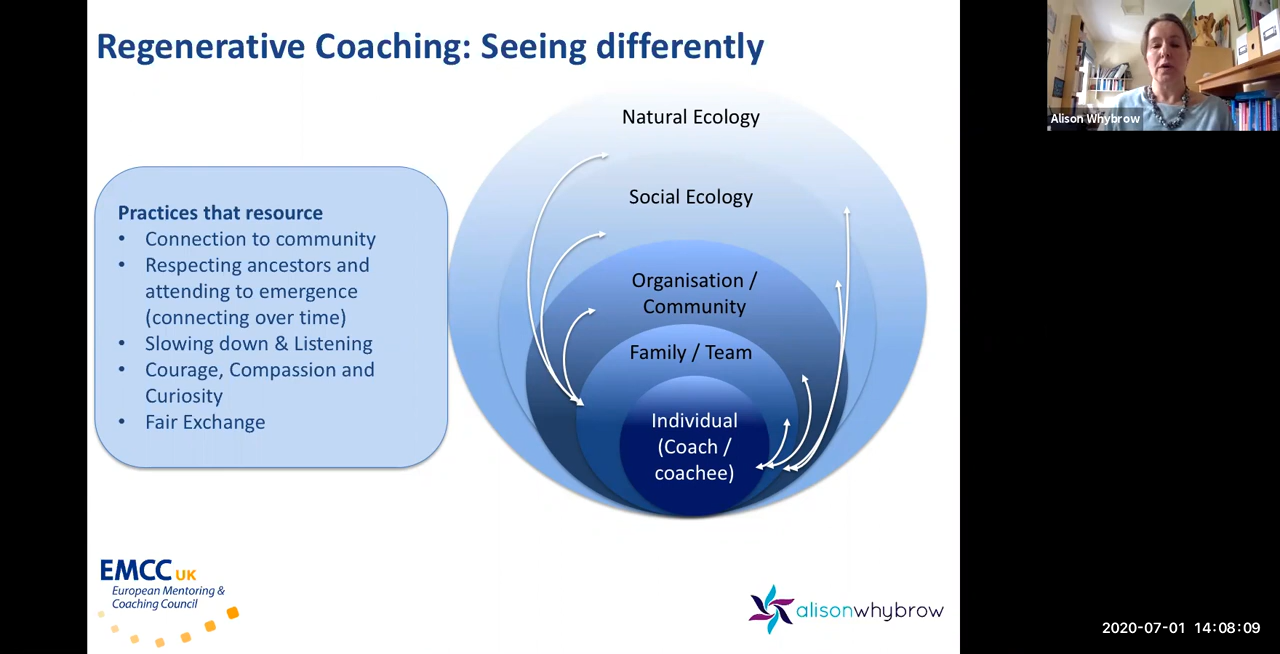 Regenerative Coaching: Seeing differently
Alison Whybrow
Natural Ecology
Social Ecology
Organisation /
Community
Family / Team
Individual
(Coach /
coachee)
Practices that resource
• Connection to community
• Respecting ancestors and
attending to emergence
(connecting over time)
• Slowing down & Listening
• Courage, Compassion and
Curiosity
• Fair Exchange
EMCC UK
European Mentoring &
Coaching Council
alisonwhybrow
2020-07-01 14:08:09